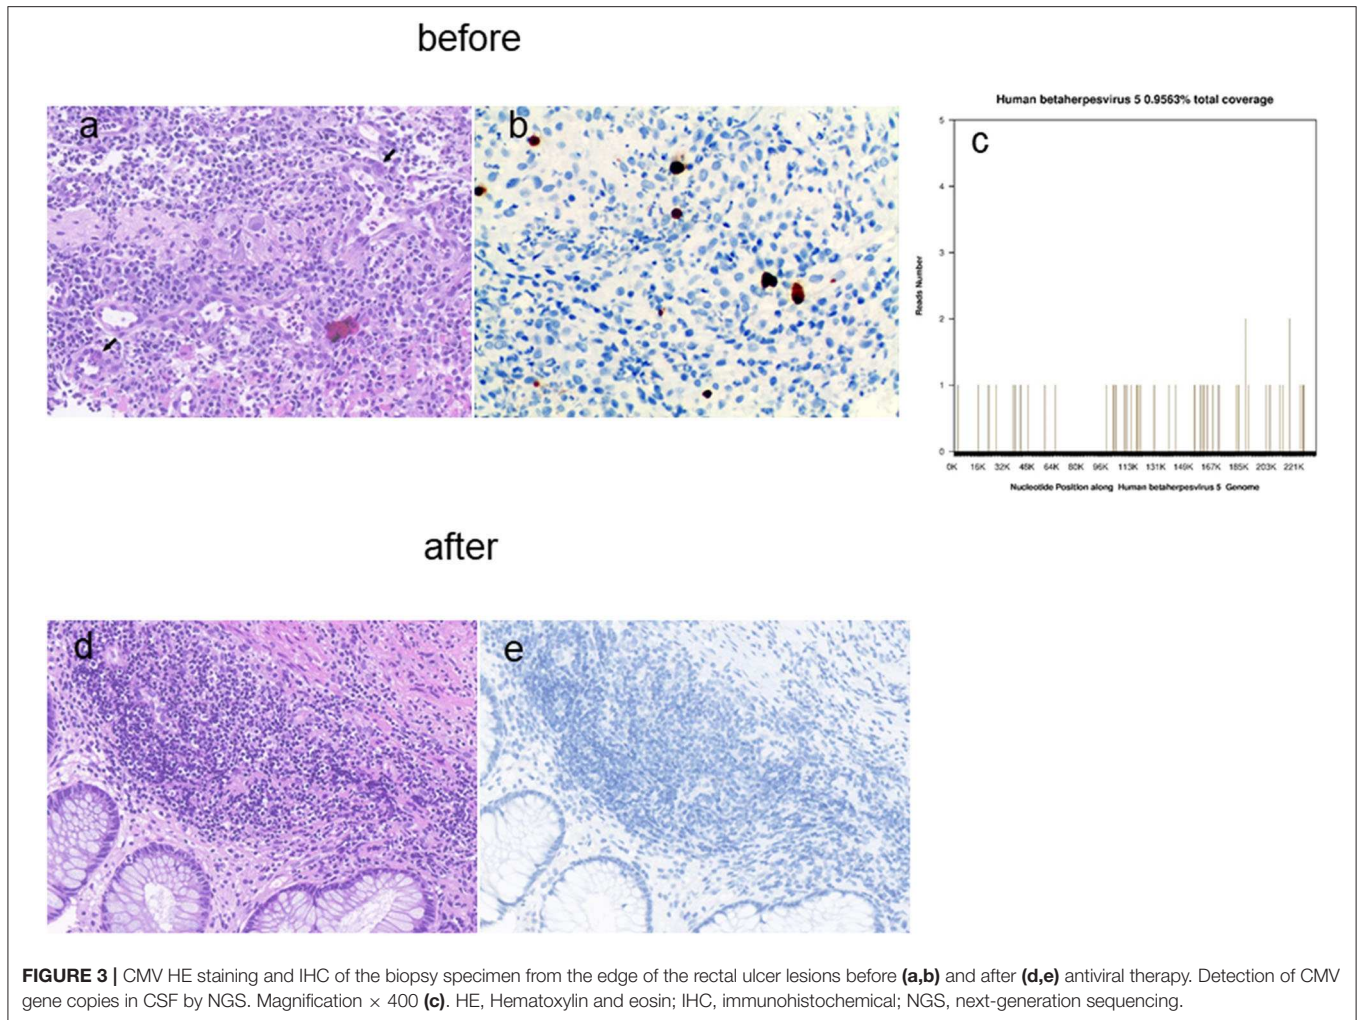 before
a
b
Human betaherpesvirus 5 0.9563% total coverage
c
5
4
3
2
1
0
Reads Number
0K 16K 32K 48K 64K 80K 96K 113K 131K 149K 167K 185K 203K 221K
Nucleotide Position along Human betaherpesvirus 5 Genome
after
d
e
FIGURE 3 | CMV HE staining and IHC of the biopsy specimen from the edge of the rectal ulcer lesions before (a,b) and after (d,e) antiviral therapy. Detection of CMV
gene copies in CSF by NGS. Magnification × 400 (c). HE, Hematoxylin and eosin; IHC, immunohistochemical; NGS, next-generation sequencing.